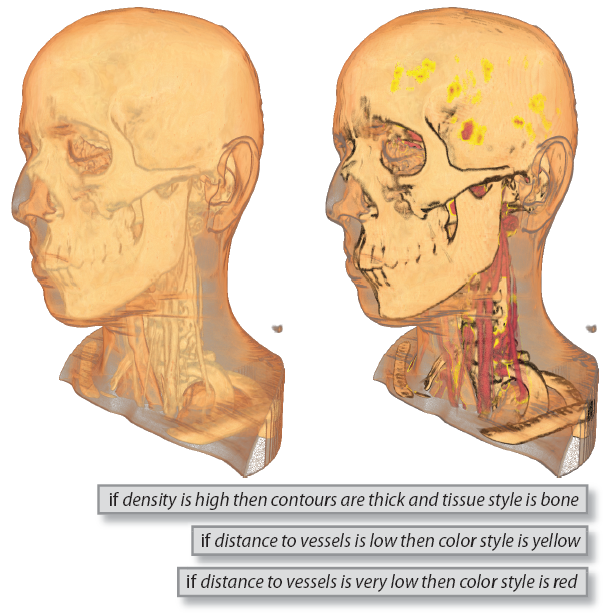 if density is high then contours are thick and tissue style is bone
if distance to vessels is low then color style is yellow
if distance to vessels is very low then color style is red